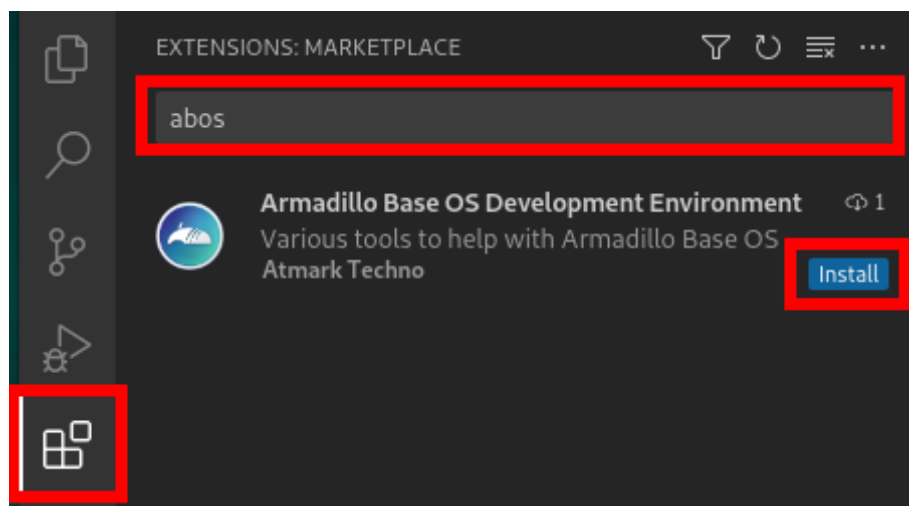 EXTENSIONS: MARKETPLACE
abos
Armadillo Base OS Development Environment 1
Various tools to help with Armadillo Base OS
Atmark Techno
Install